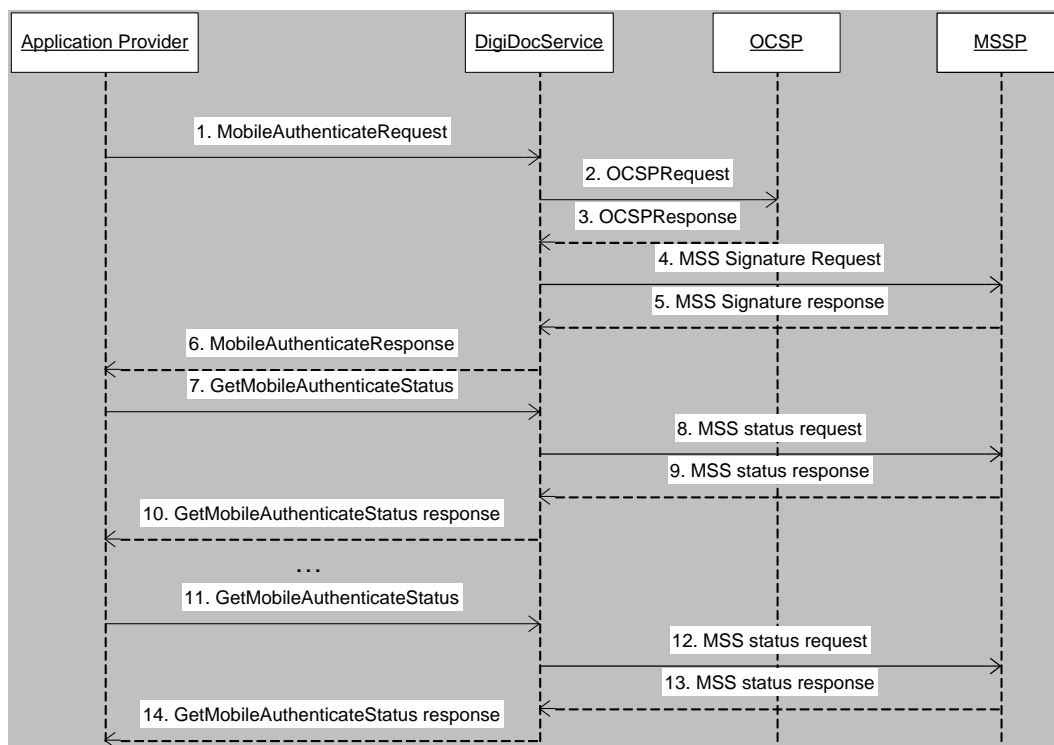 Application Provider
DigiDocService
OCSP
MSSP
1. MobileAuthenticateRequest
2. OCSPRequest
3. OCSPResponse
4. MSS Signature Request
5. MSS Signature response
6. MobileAuthenticateResponse
7. GetMobileAuthenticateStatus
8. MSS status request
9. MSS status response
10. GetMobileAuthenticateStatus response
...
11. GetMobileAuthenticateStatus
12. MSS status request
13. MSS status response
14. GetMobileAuthenticateStatus response